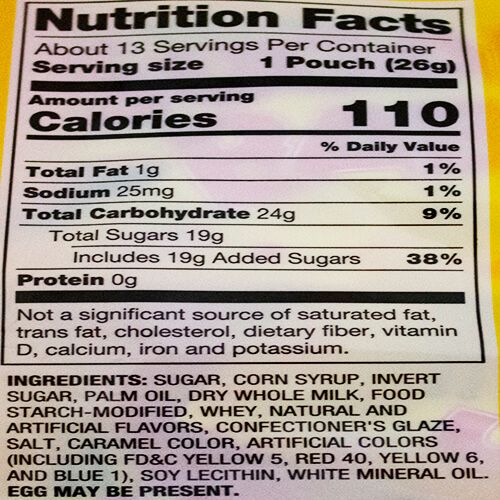 Nutrition Facts
About 13 Servings Per Container
Serving size 1 Pouch (26g)
Amount per serving
Calories 110
% Daily Value
Total Fat 1g 1%
Sodium 25mg 1%
Total Carbohydrate 24g 9%
Total Sugars 19g
Includes 19g Added Sugars 38%
Protein 0g
Not a significant source of saturated fat,
trans fat, cholesterol, dietary fiber, vitamin
D, calcium, iron and potassium.
INGREDIENTS: SUGAR, CORN SYRUP, INVERT
SUGAR, PALM OIL, DRY WHOLE MILK, FOOD
STARCH-MODIFIED, WHEY, NATURAL AND
ARTIFICIAL FLAVORS, CONFECTIONER'S GLAZE,
SALT, CARAMEL COLOR, ARTIFICIAL COLORS
(INCLUDING FD&C YELLOW 5, RED 40, YELLOW 6,
AND BLUE 1), SOY LECITHIN, WHITE MINERAL OIL.
EGG MAY BE PRESENT.